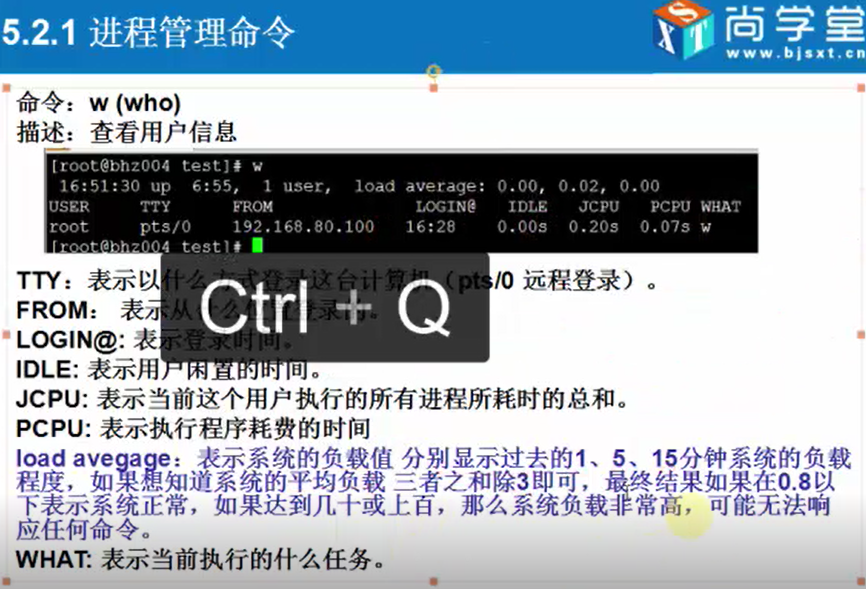 5.2.1 进程管理命令
尚学堂
www.bjsxt.cn
命令：w (who)
描述：查看用户信息
[root@bhz004 test]# w
16:51:30 up 6:55, 1 user, load average: 0.00, 0.02, 0.00
USER TTY FROM LOGIN@ IDLE JCPU PCPU WHAT
root pts/0 192.168.80.100 16:28 0.00s 0.20s 0.07s w
[root@bhz004 test]#
TTY：表示以什么方式登录这台计算机（pts/0 远程登录）。
FROM： 表示从什么位置登录的。
Ctrl + Q
LOGIN@: 表示登录时间。
IDLE: 表示用户闲置的时间。
JCPU: 表示当前这个用户执行的所有进程所耗时的总和。
PCPU: 表示执行程序耗费的时间
load avegage：表示系统的负载值 分别显示过去的1、5、15分钟系统的负载
程度，如果想知道系统的平均负载 三者之和除3即可，最终结果如果在0.8以
下表示系统正常，如果达到几十或上百，那么系统负载非常高，可能无法响
应任何命令。
WHAT: 表示当前执行的什么任务。